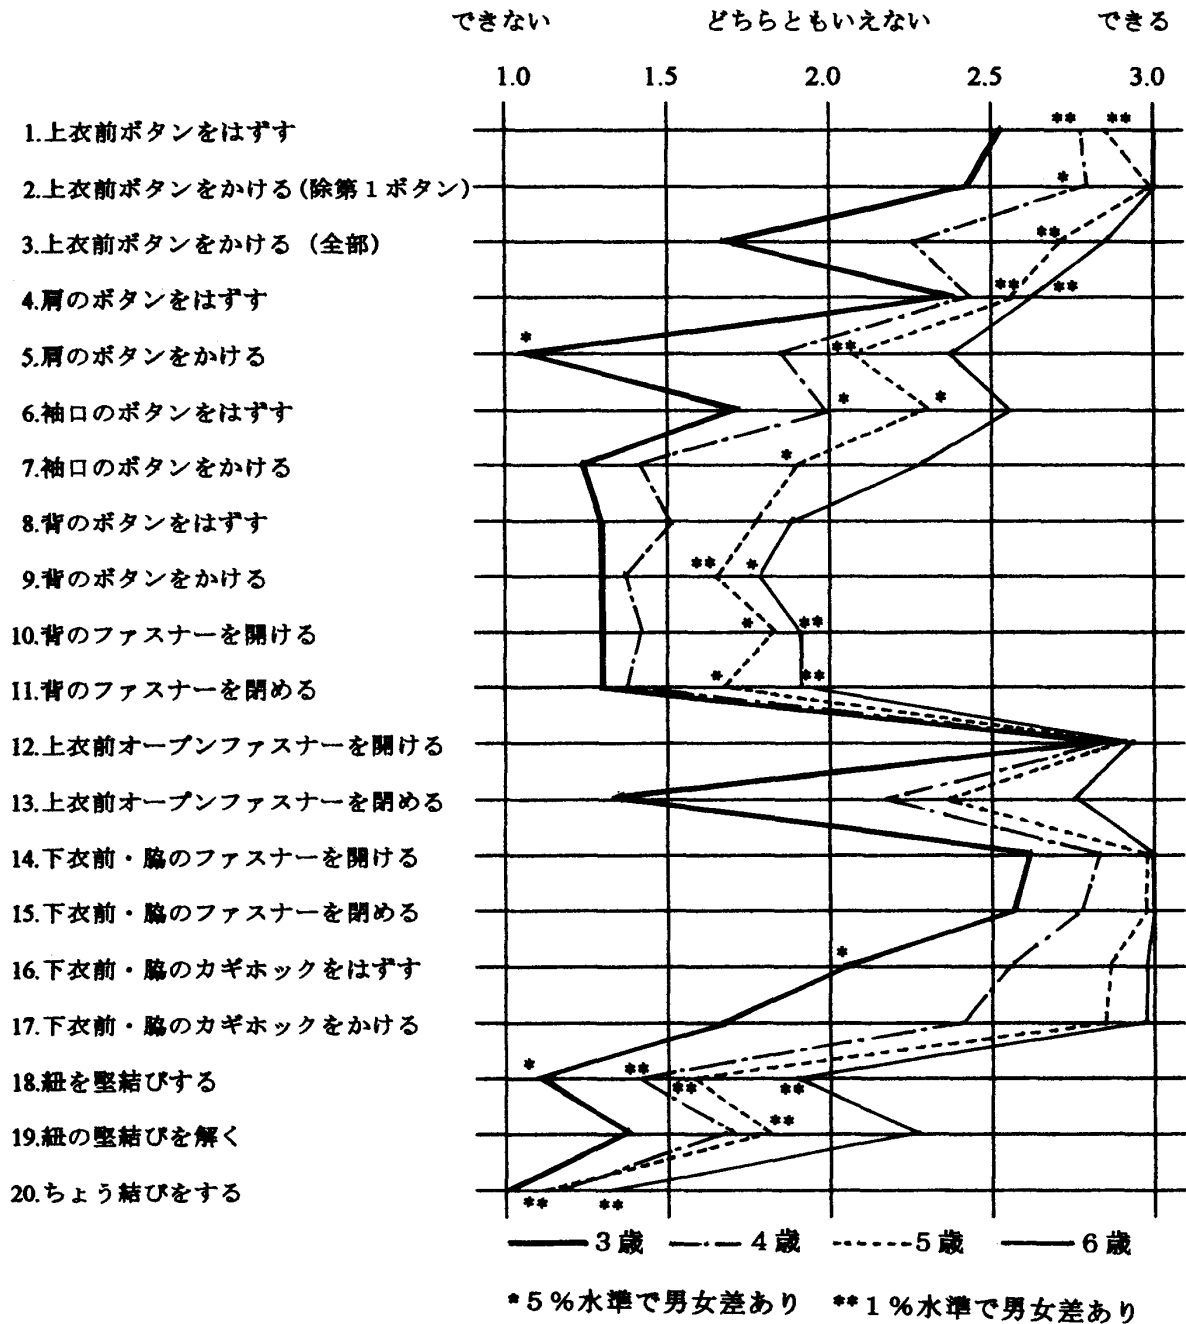 できない どちらともいえない できる
1.0 1.5 2.0 2.5 3.0
1.上衣前ボタンをはずす ** **
2.上衣前ボタンをかける(除第1ボタン) *
3.上衣前ボタンをかける（全部） **
4.肩のボタンをはずす ** **
5.肩のボタンをかける * **
6.袖口のボタンをはずす * *
7.袖口のボタンをかける *
8.背のボタンをはずす
9.背のボタンをかける ** *
10.背のファスナーを開ける * **
11.背のファスナーを閉める * **
12.上衣前オープンファスナーを開ける
13.上衣前オープンファスナーを閉める
14.下衣前・脇のファスナーを開ける
15.下衣前・脇のファスナーを閉める
16.下衣前・脇のカギホックをはずす *
17.下衣前・脇のカギホックをかける
18.紐を堅結びする * ** ** **
19.紐の堅結びを解く **
20.ちょう結びをする ** **
3歳 4歳 5歳 6歳
*5％水準で男女差あり **1％水準で男女差あり